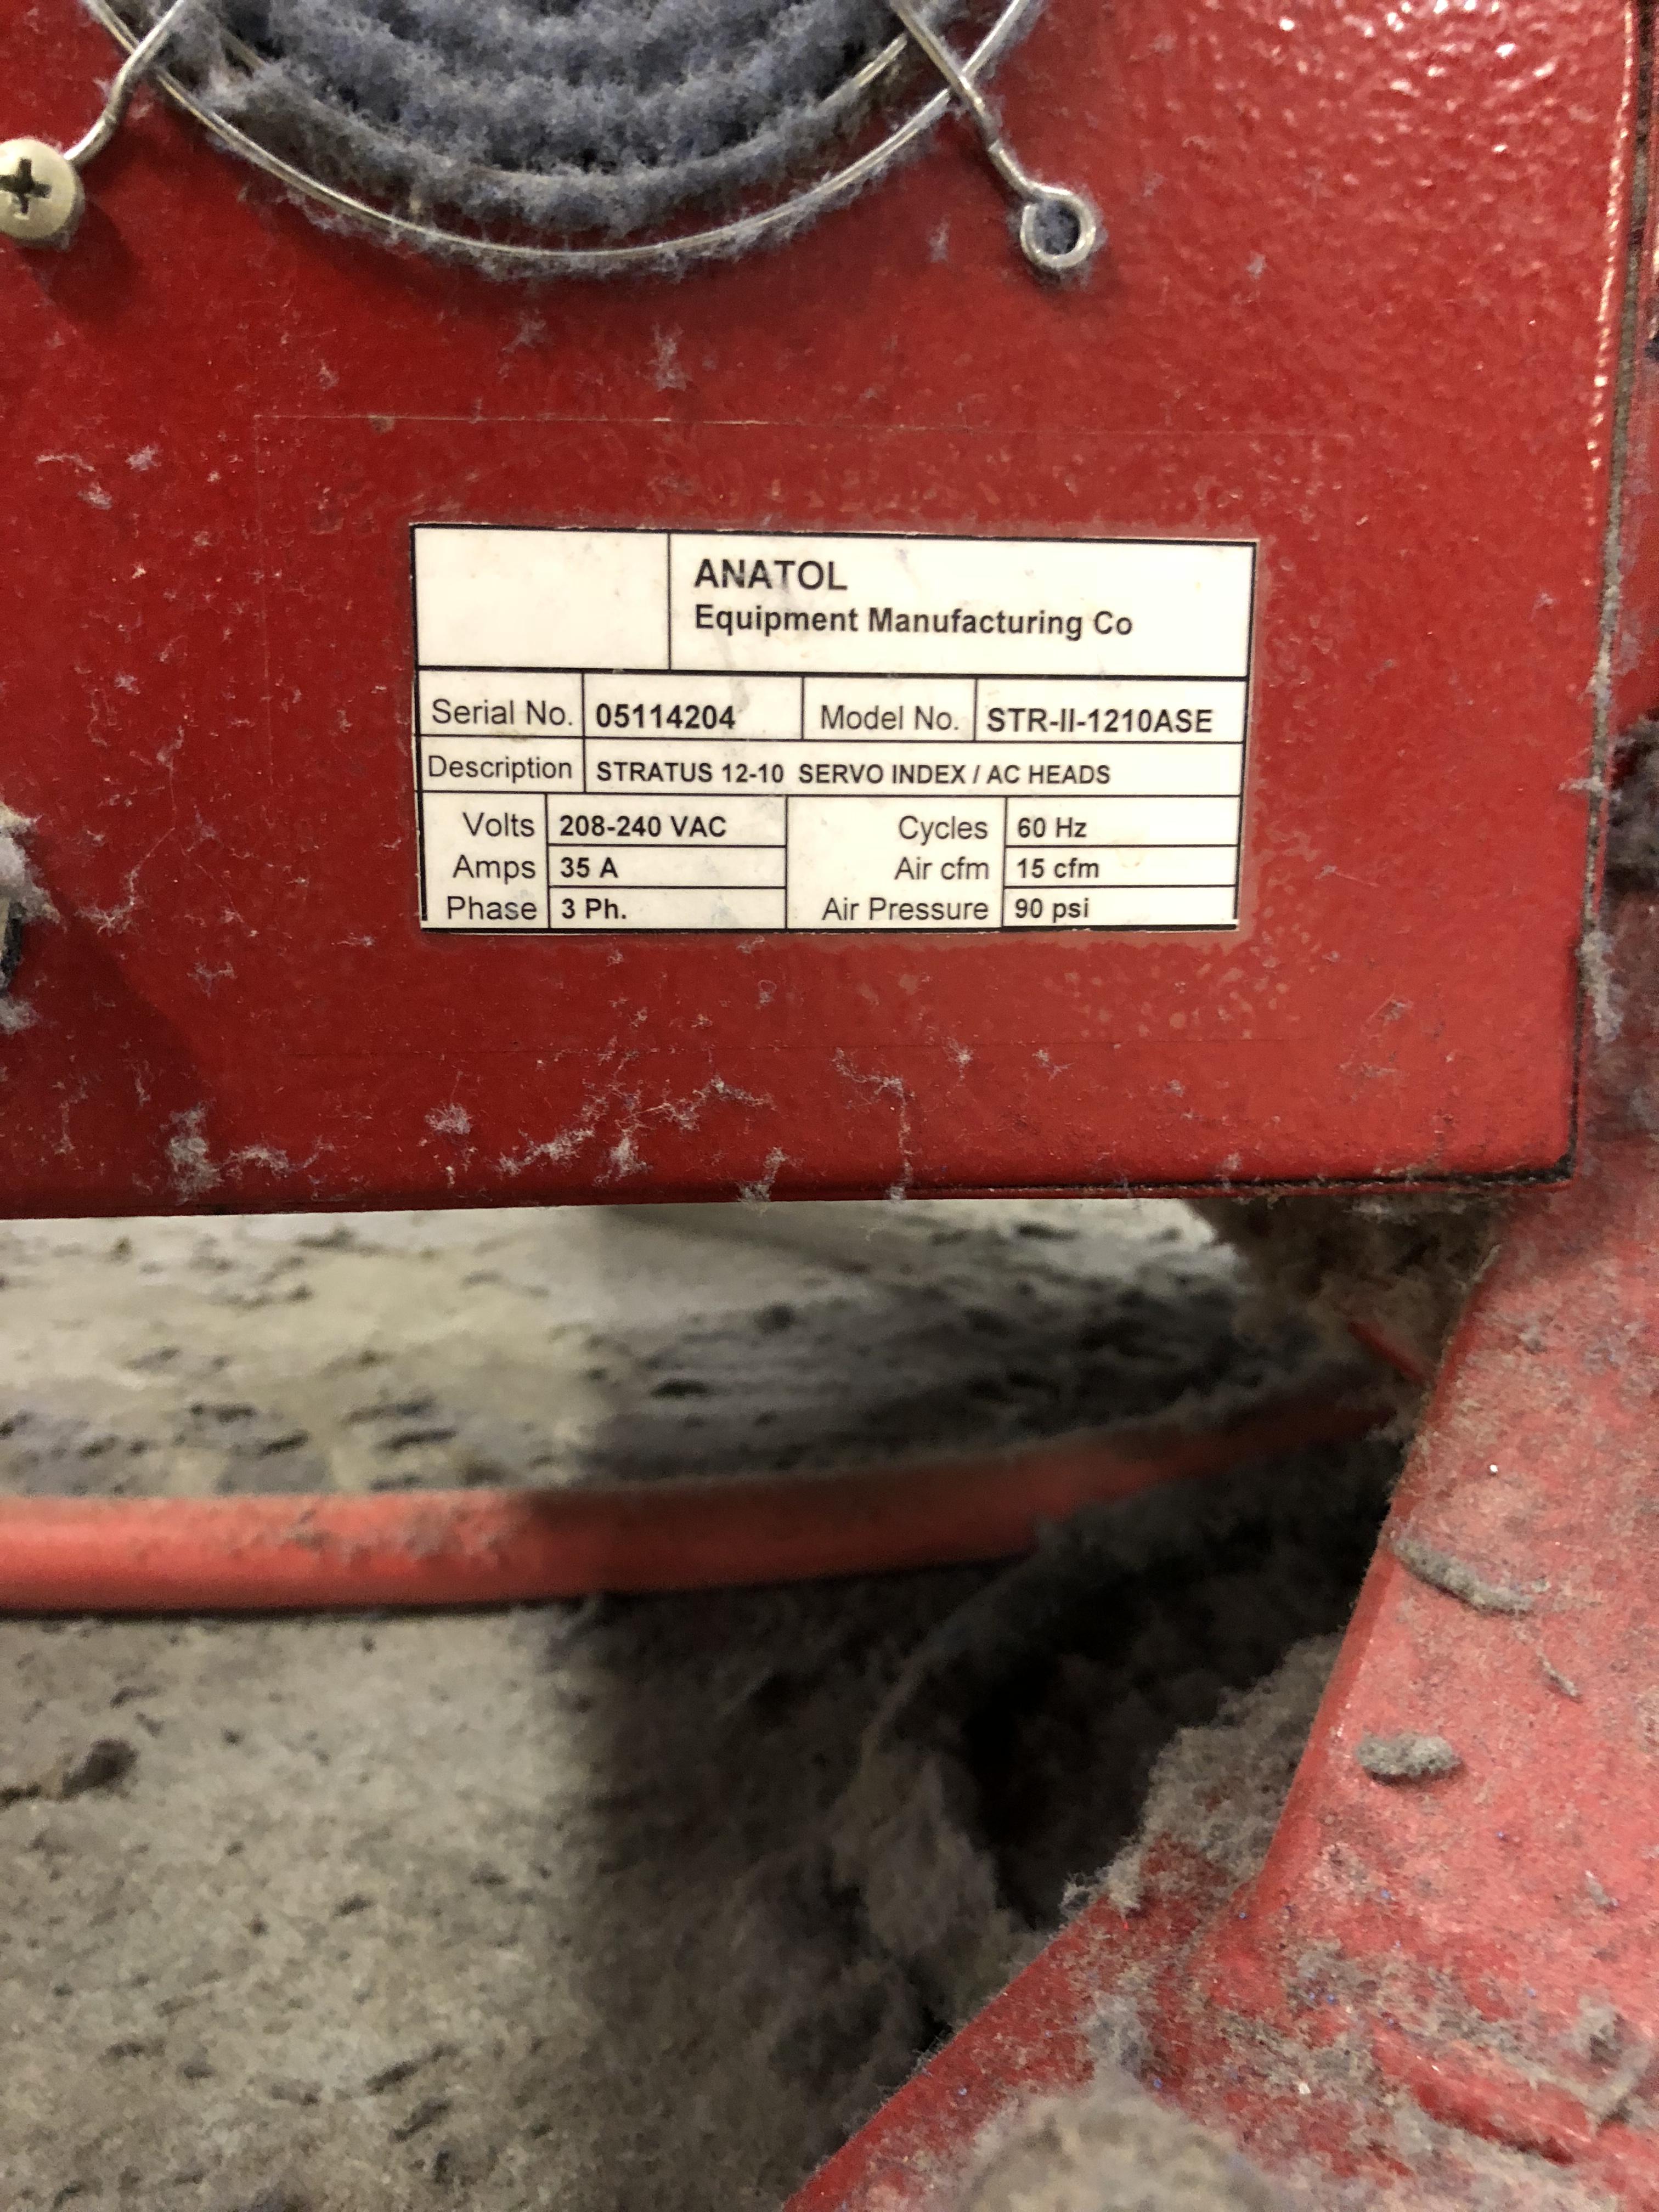 ANATOL
Equipment Manufacturing Co
Serial No. 05114204 Model No. STR-II-1210ASE
Description STRATUS 12-10 SERVO INDEX / AC HEADS
Volts 208-240 VAC Cycles 60 Hz
Amps 35 A Air cfm 15 cfm
Phase 3 Ph. Air Pressure 90 psi